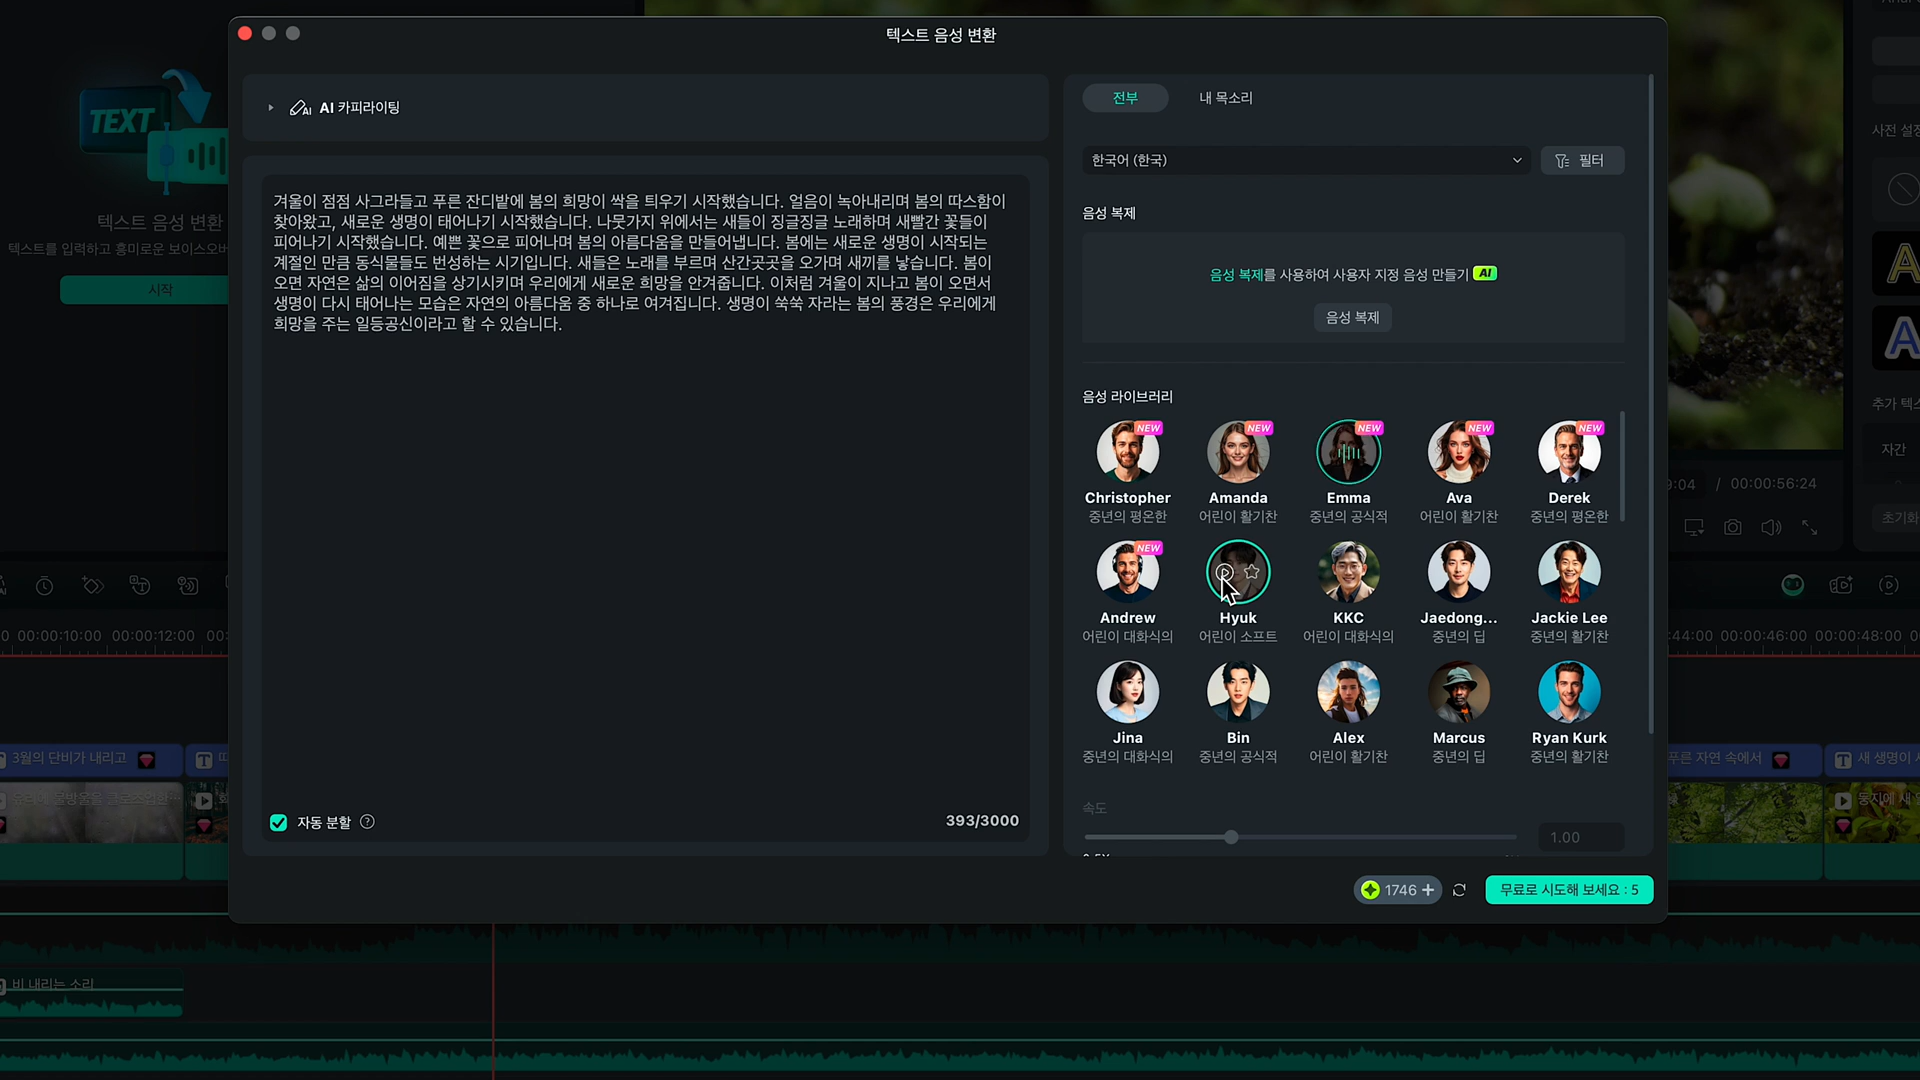 텍스트 음성 변환
TEXT
텍스트 음성 변환
시작
AI 카피라이팅
겨울이 점점 사그라들고 푸른 잔디밭에 봄의 희망이 싹을 틔우기 시작했습니다. 얼음이 녹아내리며 봄의 따스함이
찾아왔고, 새로운 생명이 태어나기 시작했습니다. 나뭇가지 위에서는 새들이 징글징글 노래하며 새빨간 꽃들이
피어나기 시작했습니다. 예쁜 꽃으로 피어나며 봄의 아름다움을 만들어냅니다. 봄에는 새로운 생명이 시작되는
계절인 만큼 동식물들도 번성하는 시기입니다. 새들은 노래를 부르며 산간곳곳을 오가며 새끼를 낳습니다. 봄이
오면 자연은 삶의 이어짐을 상기시키며 우리에게 새로운 희망을 안겨줍니다. 이처럼 겨울이 지나고 봄이 오면서
생명이 다시 태어나는 모습은 자연의 아름다움 중 하나로 여겨집니다. 생명이 쑥쑥 자라는 봄의 풍경은 우리에게
희망을 주는 일등공신이라고 할 수 있습니다.
자동 분할
393/3000
전부 내 목소리
한국어 (한국) 필터
음성 복제
음성 복제를 사용하여 사용자 지정 음성 만들기 AI
음성 복제
음성 라이브러리
NEW NEW NEW NEW NEW
Christopher Amanda Emma Ava Derek
중년의 평온한 어린이 활기찬 중년의 공식적 어린이 활기찬 중년의 평온한
NEW
Andrew Hyuk KKC Jaedong... Jackie Lee
어린이 대화식의 어린이 소프트 어린이 대화식의 중년의 딥 중년의 활기찬
Jina Bin Alex Marcus Ryan Kurk
중년의 대화식의 중년의 공식적 어린이 활기찬 중년의 딥 중년의 활기찬
속도
1.00
1746 무료로 시도해 보세요 : 5
추가 텍스
자간
초기화
9:04 / 00:00:56:24
00:00:10:00 00:00:12:00
44:00 00:00:46:00 00:00:48:00
3월의 단비가 내리고
푸른 자연 속에서
새 생명이
둥지에 새
비 내리는 소리